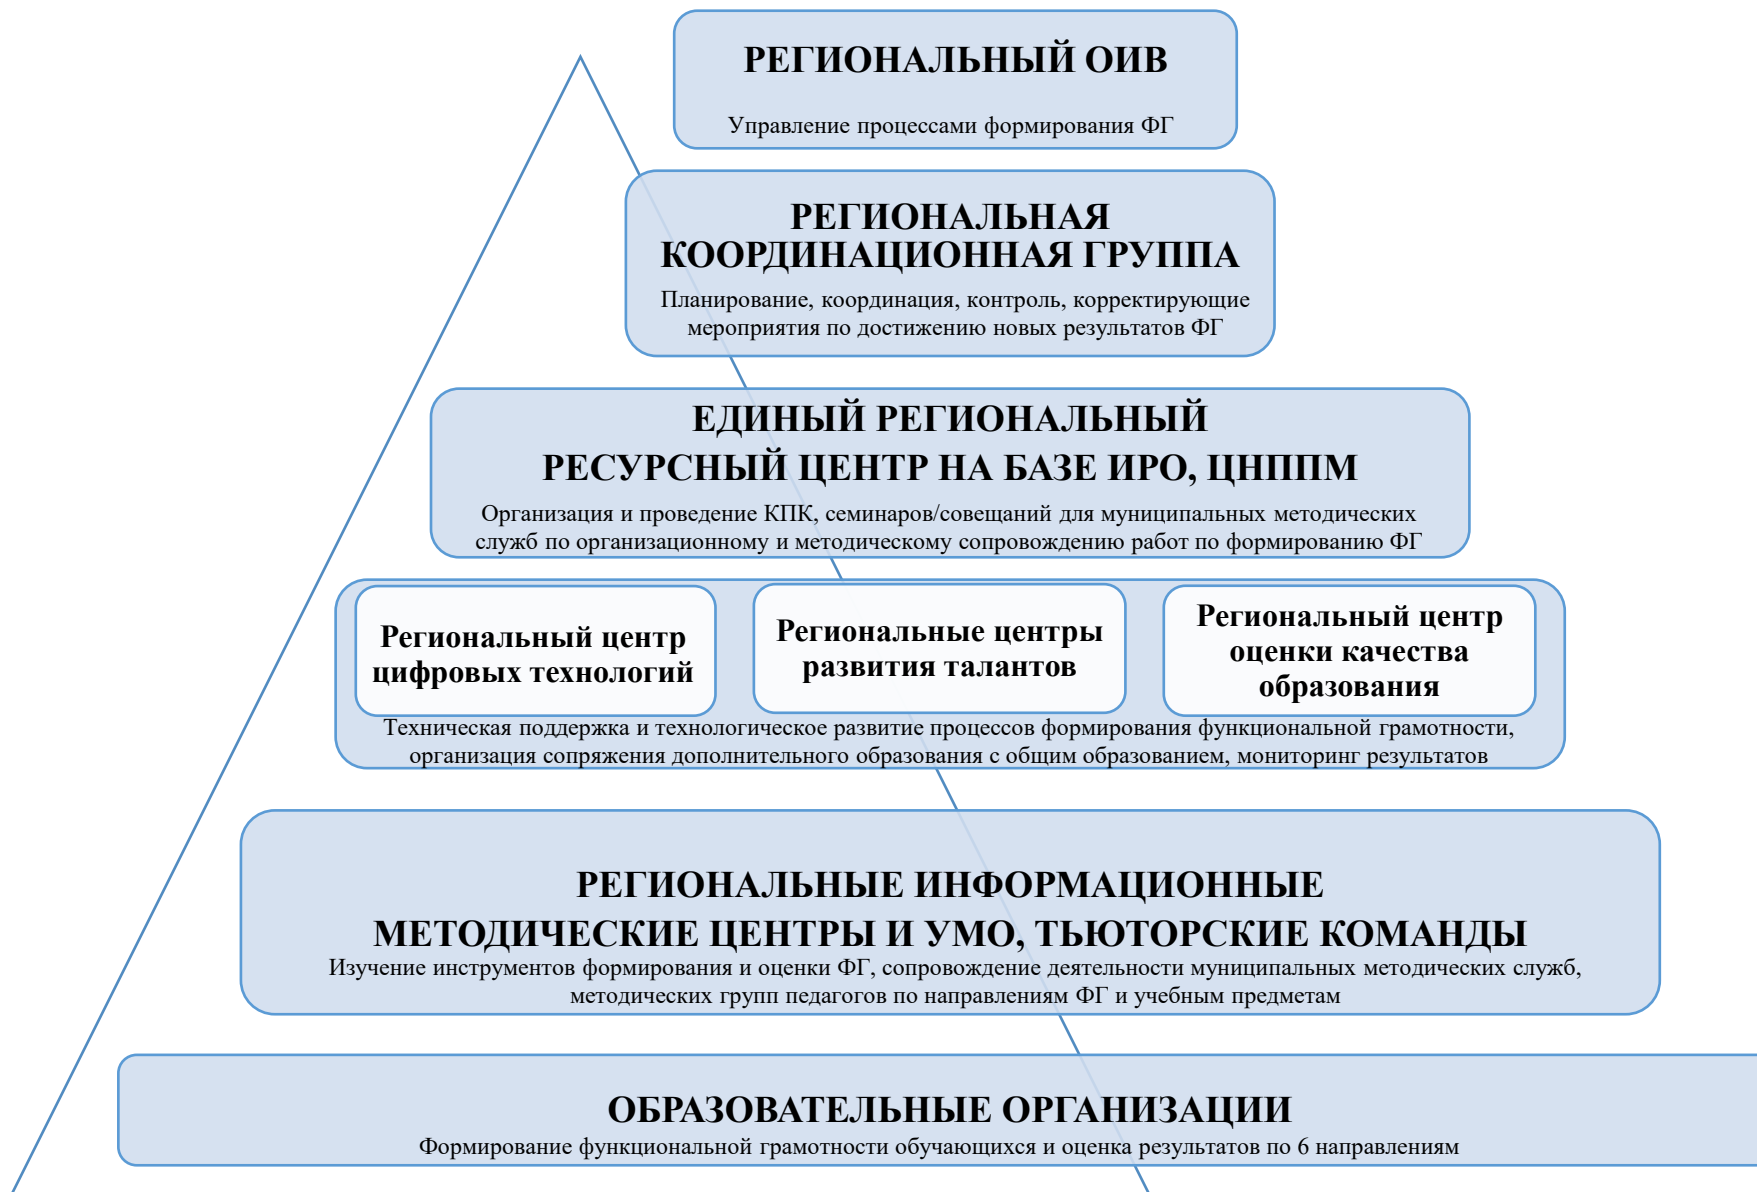 РЕГИОНАЛЬНЫЙ ОИВ
Управление процессами формирования ФГ
РЕГИОНАЛЬНАЯ
КООРДИНАЦИОННАЯ ГРУППА
Планирование, координация, контроль, корректирующие
мероприятия по достижению новых результатов ФГ
ЕДИНЫЙ РЕГИОНАЛЬНЫЙ
РЕСУРСНЫЙ ЦЕНТР НА БАЗЕ ИРО, ЦНППМ
Организация и проведение КПК, семинаров/совещаний для муниципальных методических
служб по организационному и методическому сопровождению работ по формированию ФГ
Региональный центр
цифровых технологий
Региональные центры
развития талантов
Региональный центр
оценки качества
образования
Техническая поддержка и технологическое развитие процессов формирования функциональной грамотности,
организация сопряжения дополнительного образования с общим образованием, мониторинг результатов
РЕГИОНАЛЬНЫЕ ИНФОРМАЦИОННЫЕ
МЕТОДИЧЕСКИЕ ЦЕНТРЫ И УМО, ТЬЮТОРСКИЕ КОМАНДЫ
Изучение инструментов формирования и оценки ФГ, сопровождение деятельности муниципальных методических служб,
методических групп педагогов по направлениям ФГ и учебным предметам
ОБРАЗОВАТЕЛЬНЫЕ ОРГАНИЗАЦИИ
Формирование функциональной грамотности обучающихся и оценка результатов по 6 направлениям